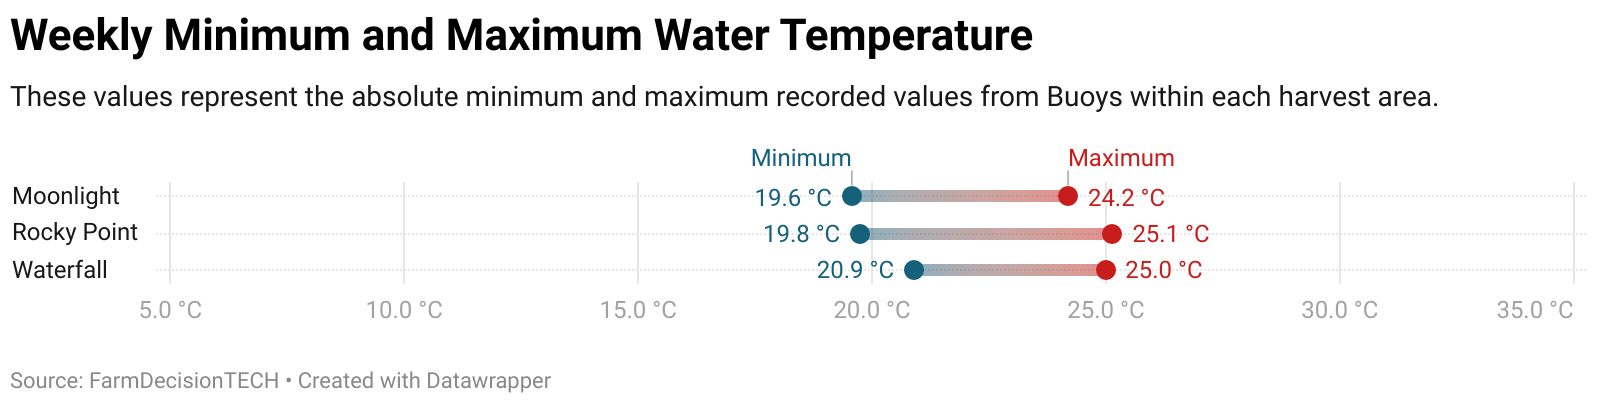 Weekly Minimum and Maximum Water Temperature
These values represent the absolute minimum and maximum recorded values from Buoys within each harvest area.
Minimum Maximum
Moonlight 19.6 °C 24.2 °C
Rocky Point 19.8 °C 25.1 °C
Waterfall 20.9 °C 25.0 °C
5.0 °C 10.0 °C 15.0 °C 20.0 °C 25.0 °C 30.0 °C 35.0 °C
Source: FarmDecisionTECH • Created with Datawrapper